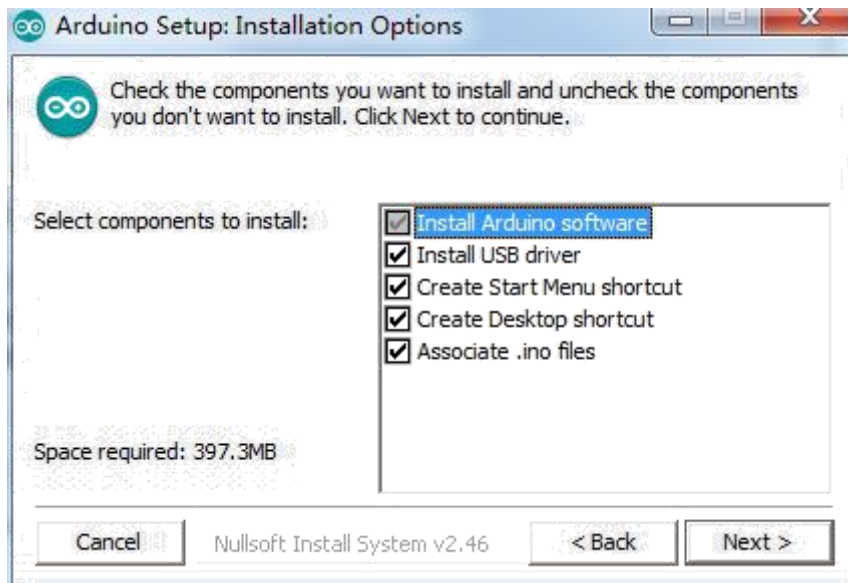 Arduino Setup: Installation Options
Check the components you want to install and uncheck the components
you don't want to install. Click Next to continue.
Select components to install:
Install Arduino software
Install USB driver
Create Start Menu shortcut
Create Desktop shortcut
Associate .ino files
Space required: 397.3MB
Cancel
Nullsoft Install System v2.46
< Back
Next >